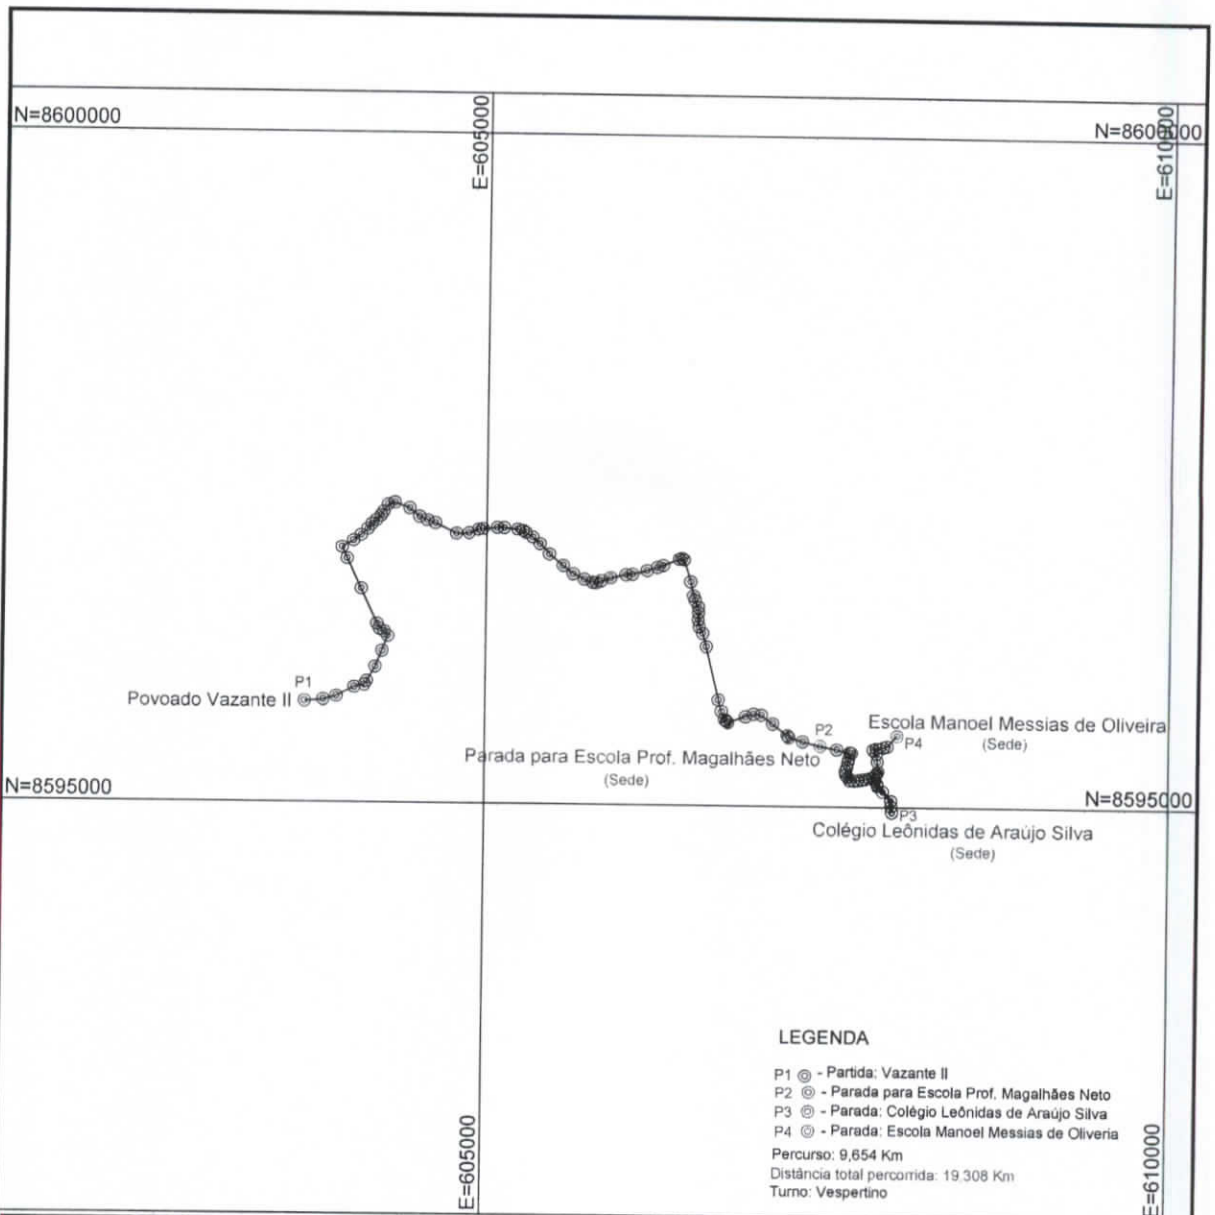 N=8600000
E=605000
N=8600000
E=610000
P1
Povoado Vazante II
P2
Parada para Escola Prof. Magalhães Neto
(Sede)
Escola Manoel Messias de Oliveira
P4
(Sede)
N=8595000
N=8595000
P3
Colégio Leônidas de Araújo Silva
(Sede)
LEGENDA
P1 - Partida: Vazante II
P2 - Parada para Escola Prof. Magalhães Neto
P3 - Parada: Colégio Leônidas de Araújo Silva
P4 - Parada: Escola Manoel Messias de Oliveria
Percurso: 9,654 Km
Distância total percorrida: 19,308 Km
Turno: Vespertino
E=605000
E=610000